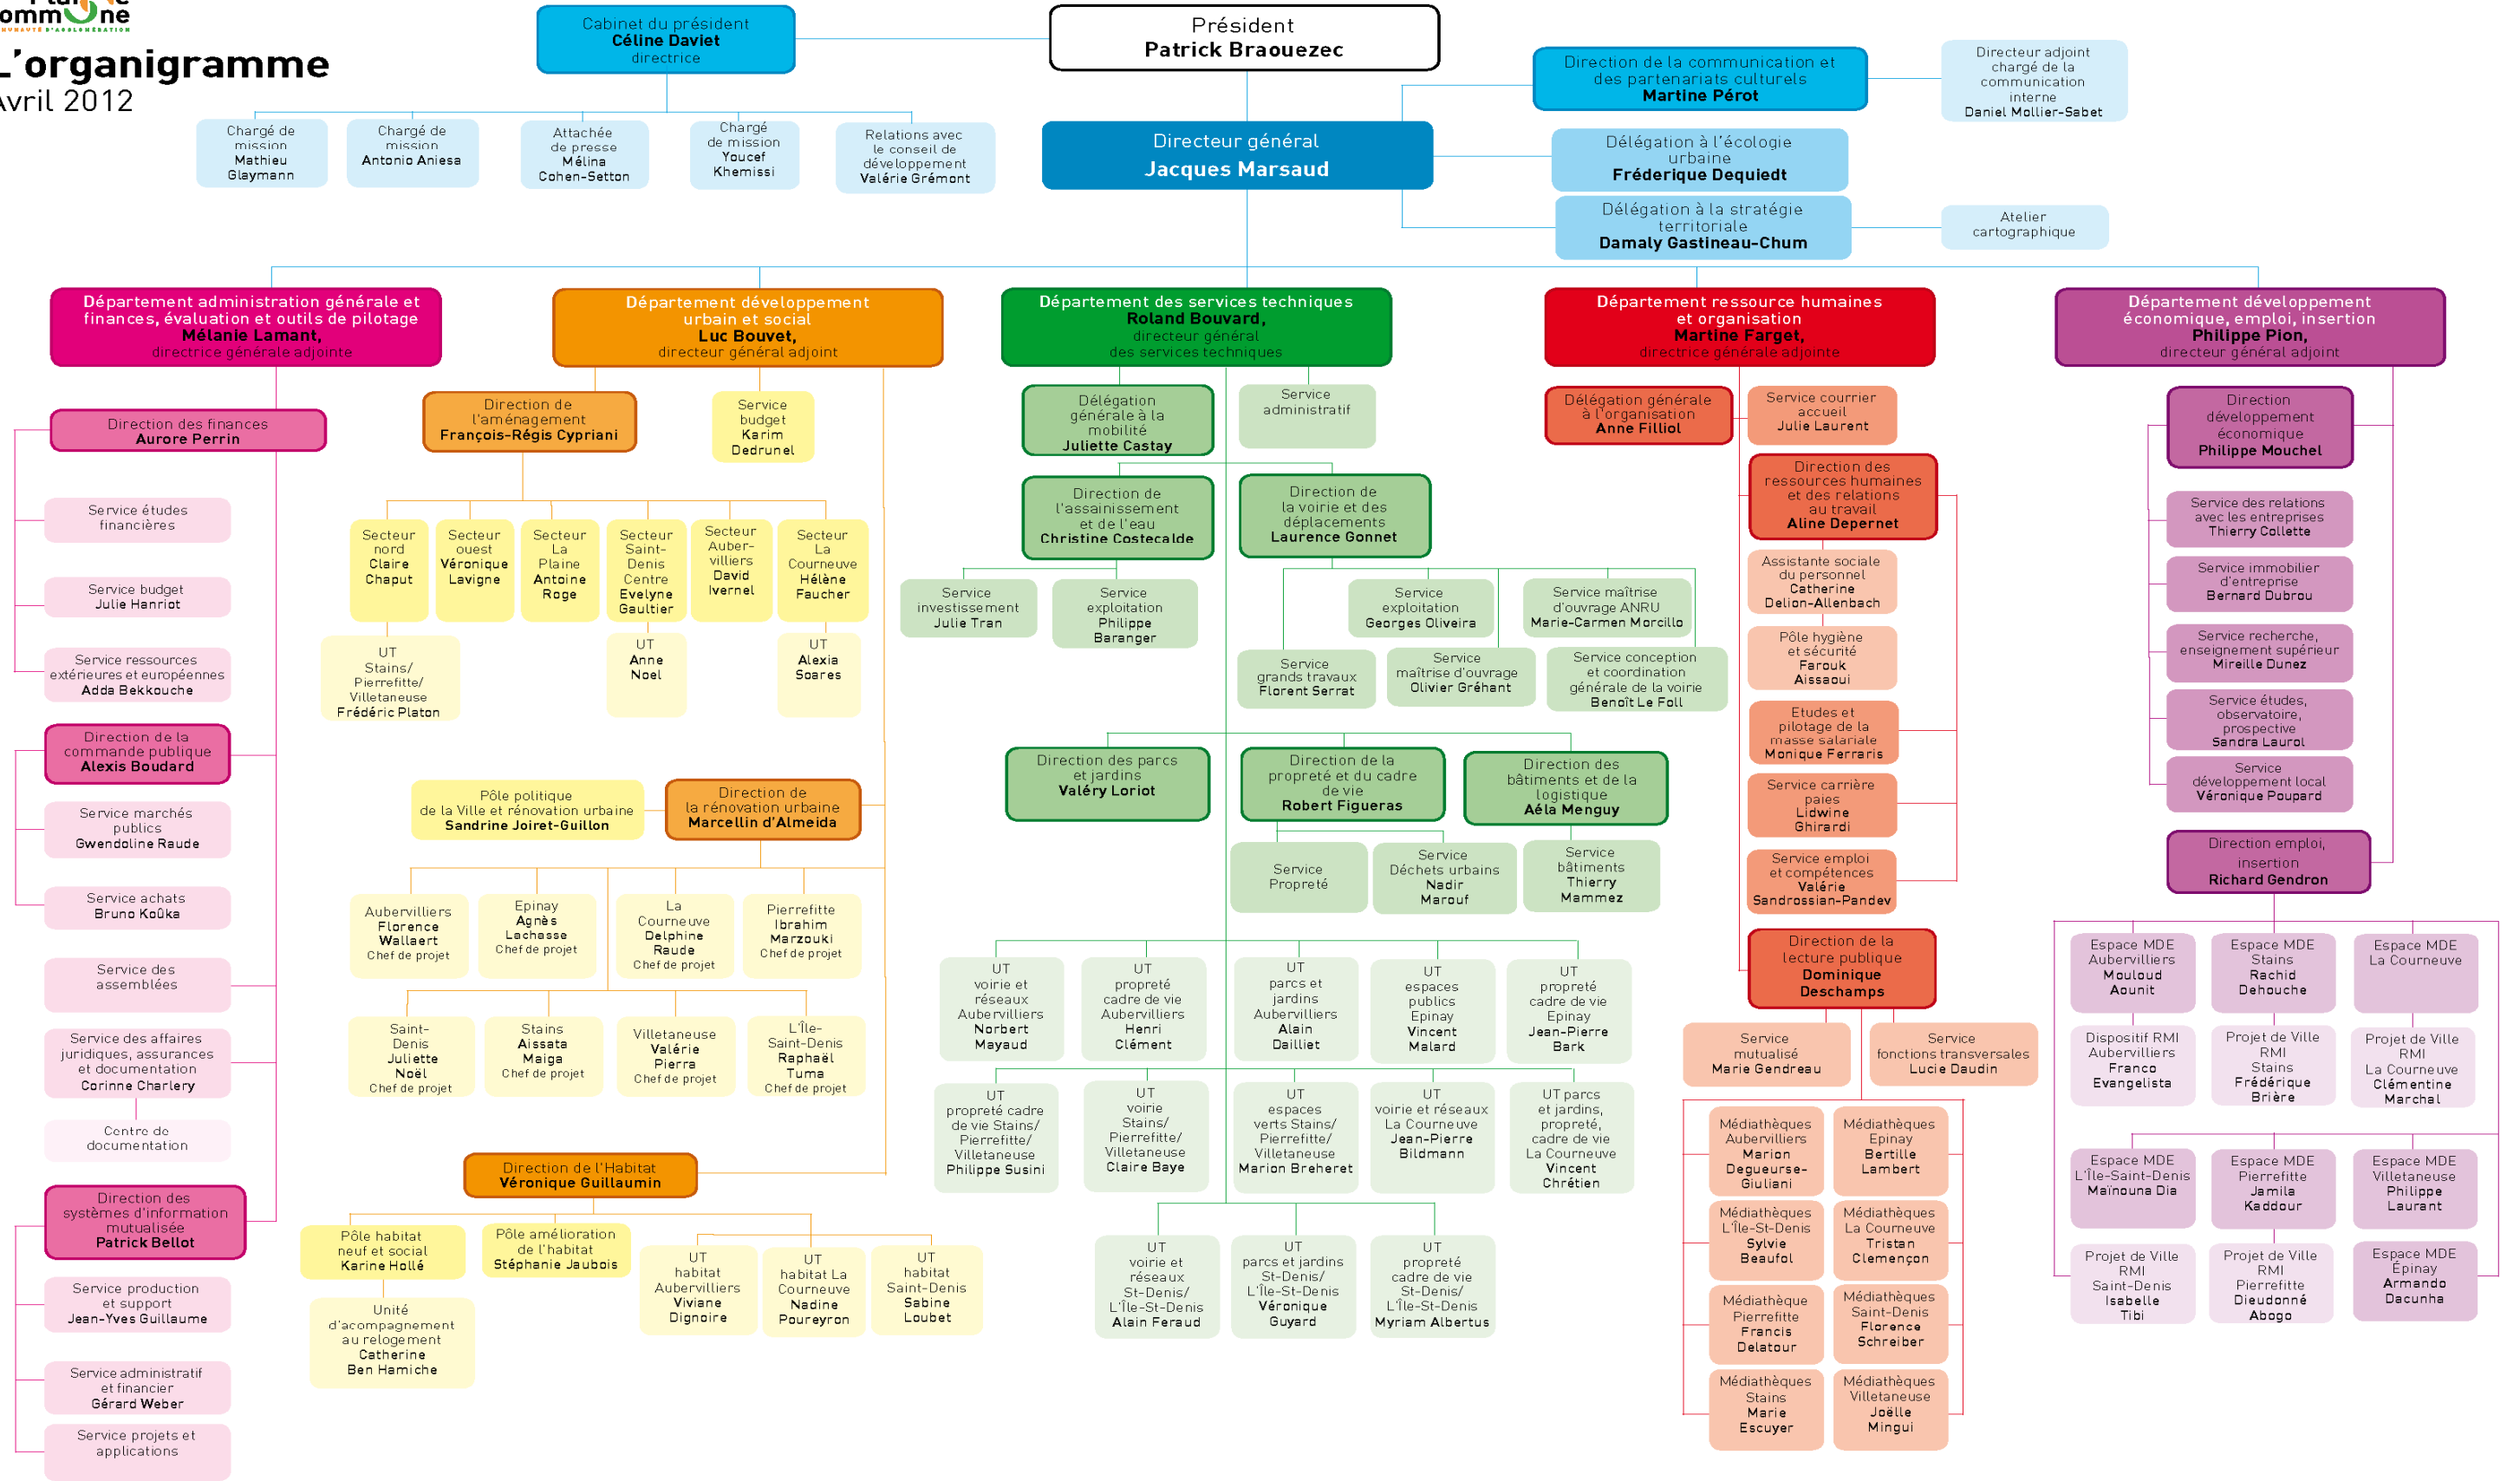 Plaine
Commune
COMMUNAUTÉ D'AGGLOMÉRATION
L'organigramme
Avril 2012
Cabinet du président
Céline Daviet
directrice
Président
Patrick Braouezec
Directeur général
Jacques Marsaud
Direction de la communication et
des partenariats culturels
Martine Pérot
Directeur adjoint
chargé de la
communication
interne
Daniel Mollier-Sabet
Délégation à l'écologie
urbaine
Fréderique Dequiedt
Délégation à la stratégie
territoriale
Damaly Gastineau-Chum
Atelier
cartographique
Chargé de
mission
Mathieu
Glaymann
Chargé de
mission
Antonio Aniesa
Attachée
de presse
Mélina
Cohen-Setton
Chargé
de mission
Youcef
Khemissi
Relations avec
le conseil de
développement
Valérie Grémont
Département administration générale et
finances, évaluation et outils de pilotage
Mélanie Lamant,
directrice générale adjointe
Direction des finances
Aurore Perrin
Service études
financières
Service budget
Julie Hanriot
Service ressources
extérieures et européennes
Adda Bekkouche
Direction de la
commande publique
Alexis Boudard
Service marchés
publics
Gwendoline Raude
Service achats
Bruno Koûka
Service des
assemblées
Service des affaires
juridiques, assurances
et documentation
Corinne Charlery
Centre de
documentation
Direction des
systèmes d'information
mutualisée
Patrick Bellot
Service production
et support
Jean-Yves Guillaume
Service administratif
et financier
Gérard Weber
Service projets et
applications
Département développement
urbain et social
Luc Bouvet,
directeur général adjoint
Direction de
l'aménagement
François-Régis Cypriani
Service
budget
Karim
Dedrunel
Secteur
nord
Claire
Chaput
Secteur
ouest
Véronique
Lavigne
Secteur
La
Plaine
Antoine
Roge
Secteur
Saint-
Denis
Centre
Evelyne
Gaultier
Secteur
Auber-
villiers
David
Ivernel
Secteur
La
Courneuve
Hélène
Faucher
UT
Stains/
Pierrefitte/
Villetaneuse
Frédéric Platon
UT
Anne
Noel
UT
Alexia
Soares
Pôle politique
de la Ville et rénovation urbaine
Sandrine Joiret-Guillon
Direction de
la rénovation urbaine
Marcellin d'Almeida
Aubervilliers
Florence
Wallaert
Chef de projet
Epinay
Agnès
Lachasse
Chef de projet
La
Courneuve
Delphine
Raude
Chef de projet
Pierrefitte
Ibrahim
Marzouki
Chef de projet
Saint-
Denis
Juliette
Noël
Chef de projet
Stains
Aissata
Maiga
Chef de projet
Villetaneuse
Valérie
Pierra
Chef de projet
L'Île-
Saint-Denis
Raphaël
Tuma
Chef de projet
Direction de l'Habitat
Véronique Guillaumin
Pôle habitat
neuf et social
Karine Hollé
Pôle amélioration
de l'habitat
Stéphanie Jaubois
UT
habitat
Aubervilliers
Viviane
Dignoire
UT
habitat La
Courneuve
Nadine
Poureyron
UT
habitat
Saint-Denis
Sabine
Loubet
Unité
d'acompagnement
au relogement
Catherine
Ben Hamiche
Département des services techniques
Roland Bouvard,
directeur général
des services techniques
Délégation
générale à la
mobilité
Juliette Castay
Service
administratif
Direction de
l'assainissement
et de l'eau
Christine Costecalde
Direction de
la voirie et des
déplacements
Laurence Gonnet
Service
investissement
Julie Tran
Service
exploitation
Philippe
Baranger
Service
exploitation
Georges Oliveira
Service maîtrise
d'ouvrage ANRU
Marie-Carmen Morcillo
Service
grands travaux
Florent Serrat
Service
maîtrise d'ouvrage
Olivier Gréhant
Service conception
et coordination
générale de la voirie
Benoît Le Foll
Direction des parcs
et jardins
Valéry Loriot
Direction de la
propreté et du cadre
de vie
Robert Figueras
Direction des
bâtiments et de la
logistique
Aéla Menguy
Service
Propreté
Service
Déchets urbains
Nadir
Marouf
Service
bâtiments
Thierry
Mammez
UT
voirie et
réseaux
Aubervilliers
Norbert
Mayaud
UT
propreté
cadre de vie
Aubervilliers
Henri
Clément
UT
parcs et
jardins
Aubervilliers
Alain
Dailliet
UT
espaces
publics
Epinay
Vincent
Malard
UT
propreté
cadre de vie
Epinay
Jean-Pierre
Bark
UT
propreté cadre
de vie Stains/
Pierrefitte/
Villetaneuse
Philippe Susini
UT
voirie
Stains/
Pierrefitte/
Villetaneuse
Claire Baye
UT
espaces
verts Stains/
Pierrefitte/
Villetaneuse
Marion Breheret
UT
voirie et réseaux
La Courneuve
Jean-Pierre
Bildmann
UT parcs
et jardins,
propreté,
cadre de vie
La Courneuve
Vincent
Chrétien
UT
voirie et
réseaux
St-Denis/
L'Île-St-Denis
Alain Feraud
UT
parcs et jardins
St-Denis/
L'Île-St-Denis
Véronique
Guyard
UT
propreté
cadre de vie
St-Denis/
L'Île-St-Denis
Myriam Albertus
Département ressource humaines
et organisation
Martine Farget,
directrice générale adjointe
Délégation générale
à l'organisation
Anne Filliol
Service courrier
accueil
Julie Laurent
Direction des
ressources humaines
et des relations
au travail
Aline Depernet
Assistante sociale
du personnel
Catherine
Delion-Allenbach
Pôle hygiène
et sécurité
Farouk
Aissaoui
Etudes et
pilotage de la
masse salariale
Monique Ferraris
Service carrière
paies
Lidwine
Ghirardi
Service emploi
et compétences
Valérie
Sandrossian-Pandev
Direction de la
lecture publique
Dominique
Deschamps
Service
mutualisé
Marie Gendreau
Service
fonctions transversales
Lucie Daudin
Médiathèques
Aubervilliers
Marion
Degueurse-
Giuliani
Médiathèques
Epinay
Bertille
Lambert
Médiathèques
L'Île-St-Denis
Sylvie
Beaufol
Médiathèques
La Courneuve
Tristan
Clemençon
Médiathèque
Pierrefitte
Francis
Delatour
Médiathèques
Saint-Denis
Florence
Schreiber
Médiathèques
Stains
Marie
Escuyer
Médiathèques
Villetaneuse
Joëlle
Mingui
Département développement
économique, emploi, insertion
Philippe Pion,
directeur général adjoint
Direction
développement
économique
Philippe Mouchel
Service des relations
avec les entreprises
Thierry Collette
Service immobilier
d'entreprise
Bernard Dubrou
Service recherche,
enseignement supérieur
Mireille Dunez
Service études,
observatoire,
prospective
Sandra Laurol
Service
développement local
Véronique Poupard
Direction emploi,
insertion
Richard Gendron
Espace MDE
Aubervilliers
Mouloud
Aounit
Espace MDE
Stains
Rachid
Dehouche
Espace MDE
La Courneuve
Dispositif RMI
Aubervilliers
Franco
Evangelista
Projet de Ville
RMI
Stains
Frédérique
Brière
Projet de Ville
RMI
La Courneuve
Clémentine
Marchal
Espace MDE
L'Île-Saint-Denis
Maïnouna Dia
Espace MDE
Pierrefitte
Jamila
Kaddour
Espace MDE
Villetaneuse
Philippe
Laurant
Projet de Ville
RMI
Saint-Denis
Isabelle
Tibi
Projet de Ville
RMI
Pierrefitte
Dieudonné
Abogo
Espace MDE
Épinay
Armando
Dacunha